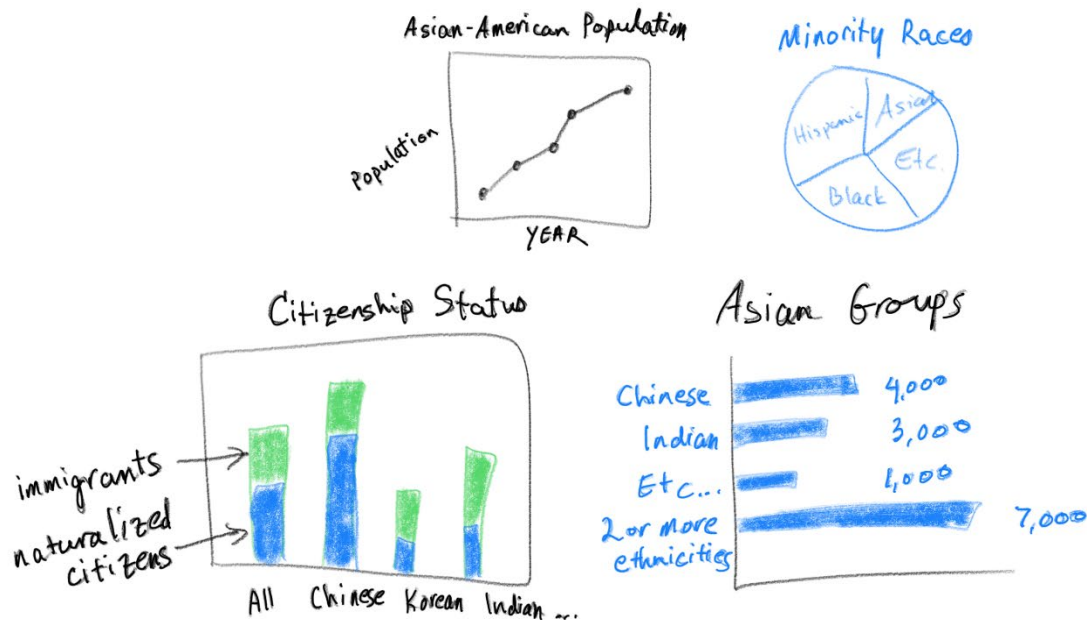 Asian-American Population
Population
YEAR
Minority Races
Hispanic
Asian
Etc.
Black
Citizenship Status
immigrants
naturalized
citizens
All Chinese Korean Indian ...
Asian Groups
Chinese 4,000
Indian 3,000
Etc... 1,000
2 or more
ethnicities 7,000